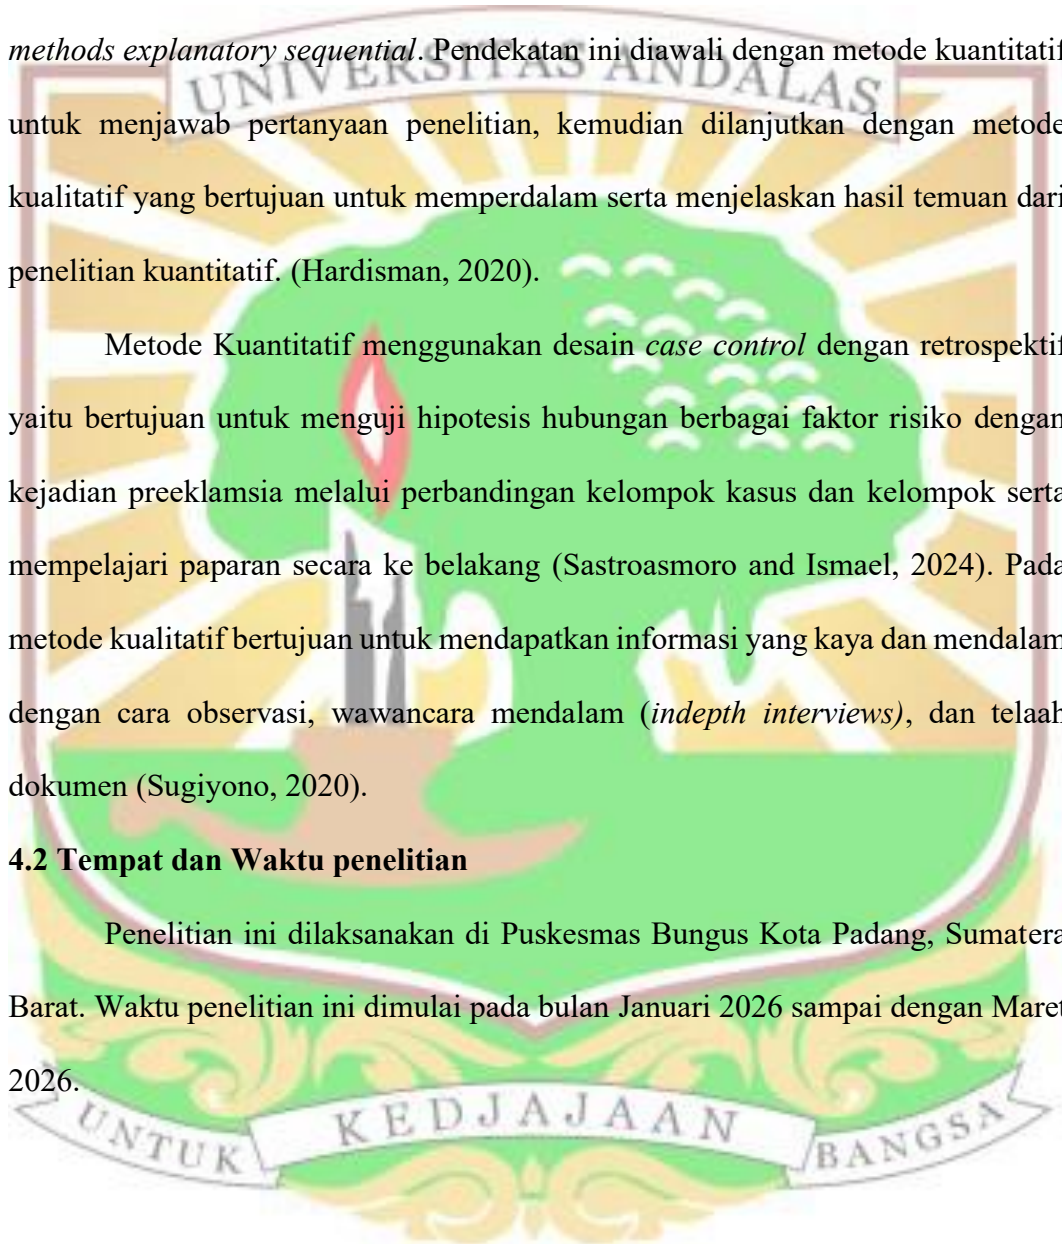 methods explanatory sequential. Pendekatan ini diawali dengan metode kuantitatif
UNIVERSITAS ANDALAS
untuk menjawab pertanyaan penelitian, kemudian dilanjutkan dengan metode
kualitatif yang bertujuan untuk memperdalam serta menjelaskan hasil temuan dari
penelitian kuantitatif. (Hardisman, 2020).
Metode Kuantitatif menggunakan desain case control dengan retrospektif
yaitu bertujuan untuk menguji hipotesis hubungan berbagai faktor risiko dengan
kejadian preeklamsia melalui perbandingan kelompok kasus dan kelompok serta
mempelajari paparan secara ke belakang (Sastroasmoro and Ismael, 2024). Pada
metode kualitatif bertujuan untuk mendapatkan informasi yang kaya dan mendalam
dengan cara observasi, wawancara mendalam (indepth interviews), dan telaah
dokumen (Sugiyono, 2020).
4.2 Tempat dan Waktu penelitian
Penelitian ini dilaksanakan di Puskesmas Bungus Kota Padang, Sumatera
Barat. Waktu penelitian ini dimulai pada bulan Januari 2026 sampai dengan Maret
2026.
UNTUK KEDJAJAAN BANGSA